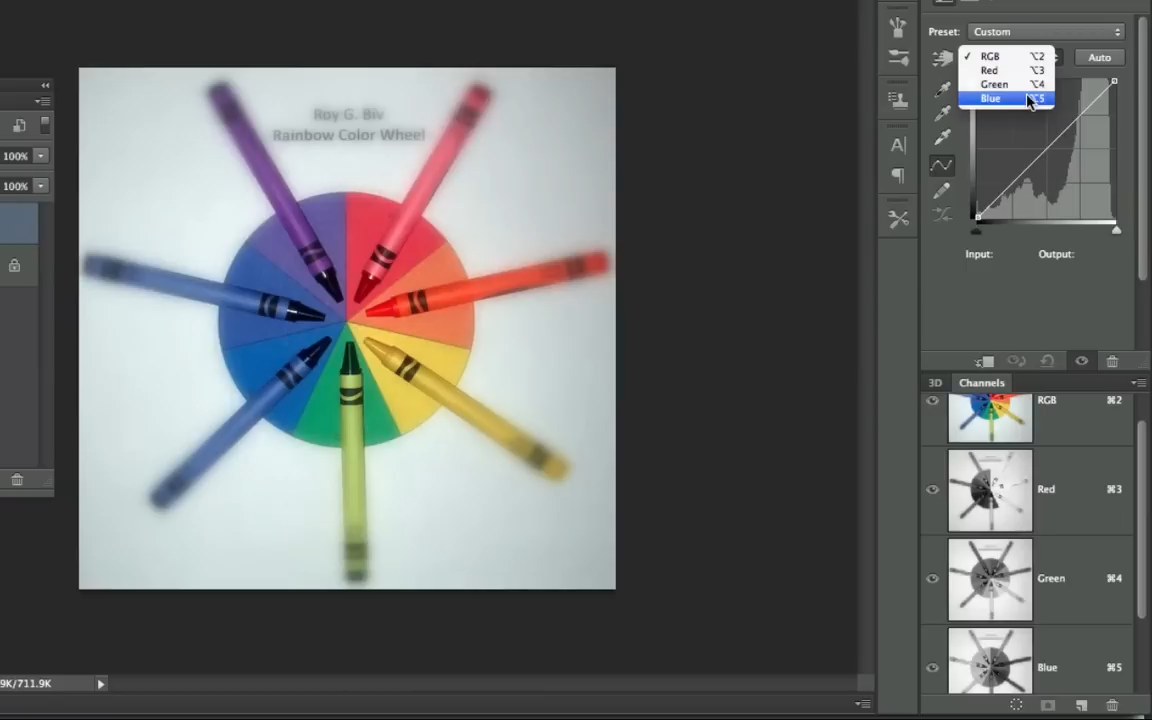 Preset: Custom
✓ RGB ⌥2
Red ⌥3
Green ⌥4
Blue ⌥5
Auto
100%
100%
Roy G. Biv
Rainbow Color Wheel
A
Input: Output:
3D Channels
RGB ⌘2
Red ⌘3
Green ⌘4
Blue ⌘5
9K/711.9K